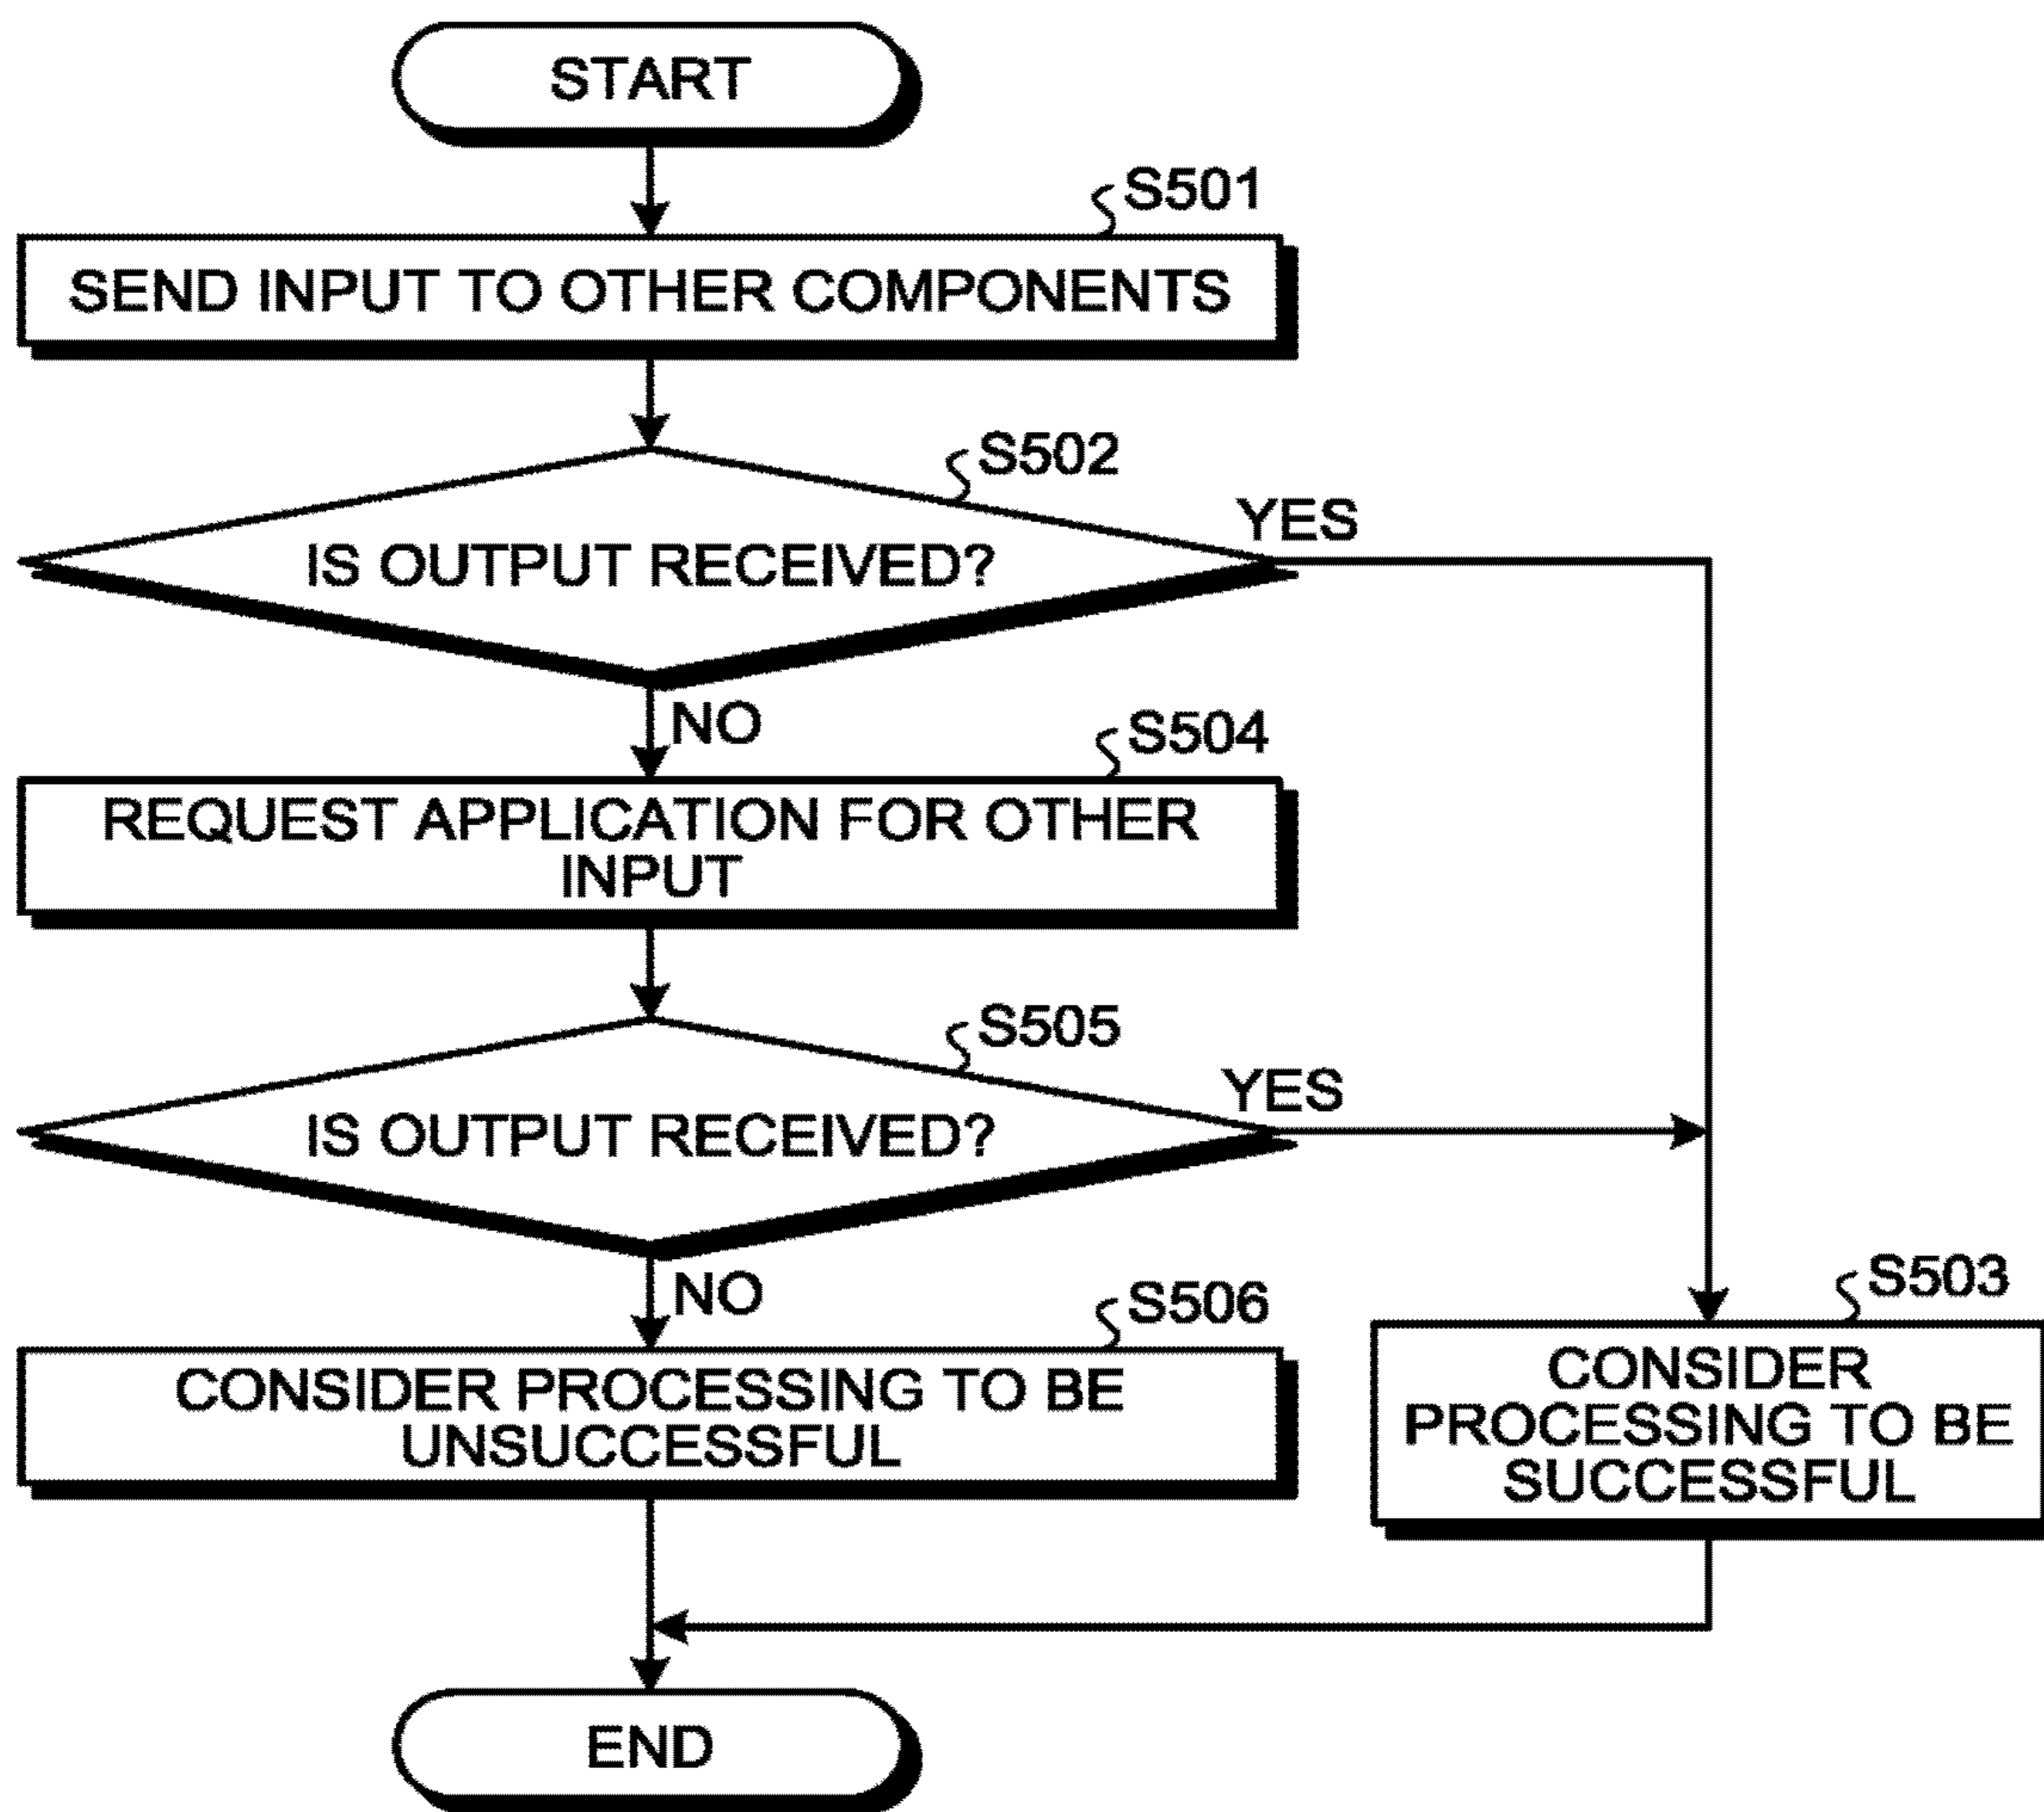 START
S501
SEND INPUT TO OTHER COMPONENTS
S502
YES
IS OUTPUT RECEIVED?
NO
S504
REQUEST APPLICATION FOR OTHER
INPUT
S505
YES
IS OUTPUT RECEIVED?
NO
S506
CONSIDER PROCESSING TO BE
UNSUCCESSFUL
S503
CONSIDER
PROCESSING TO BE
SUCCESSFUL
END